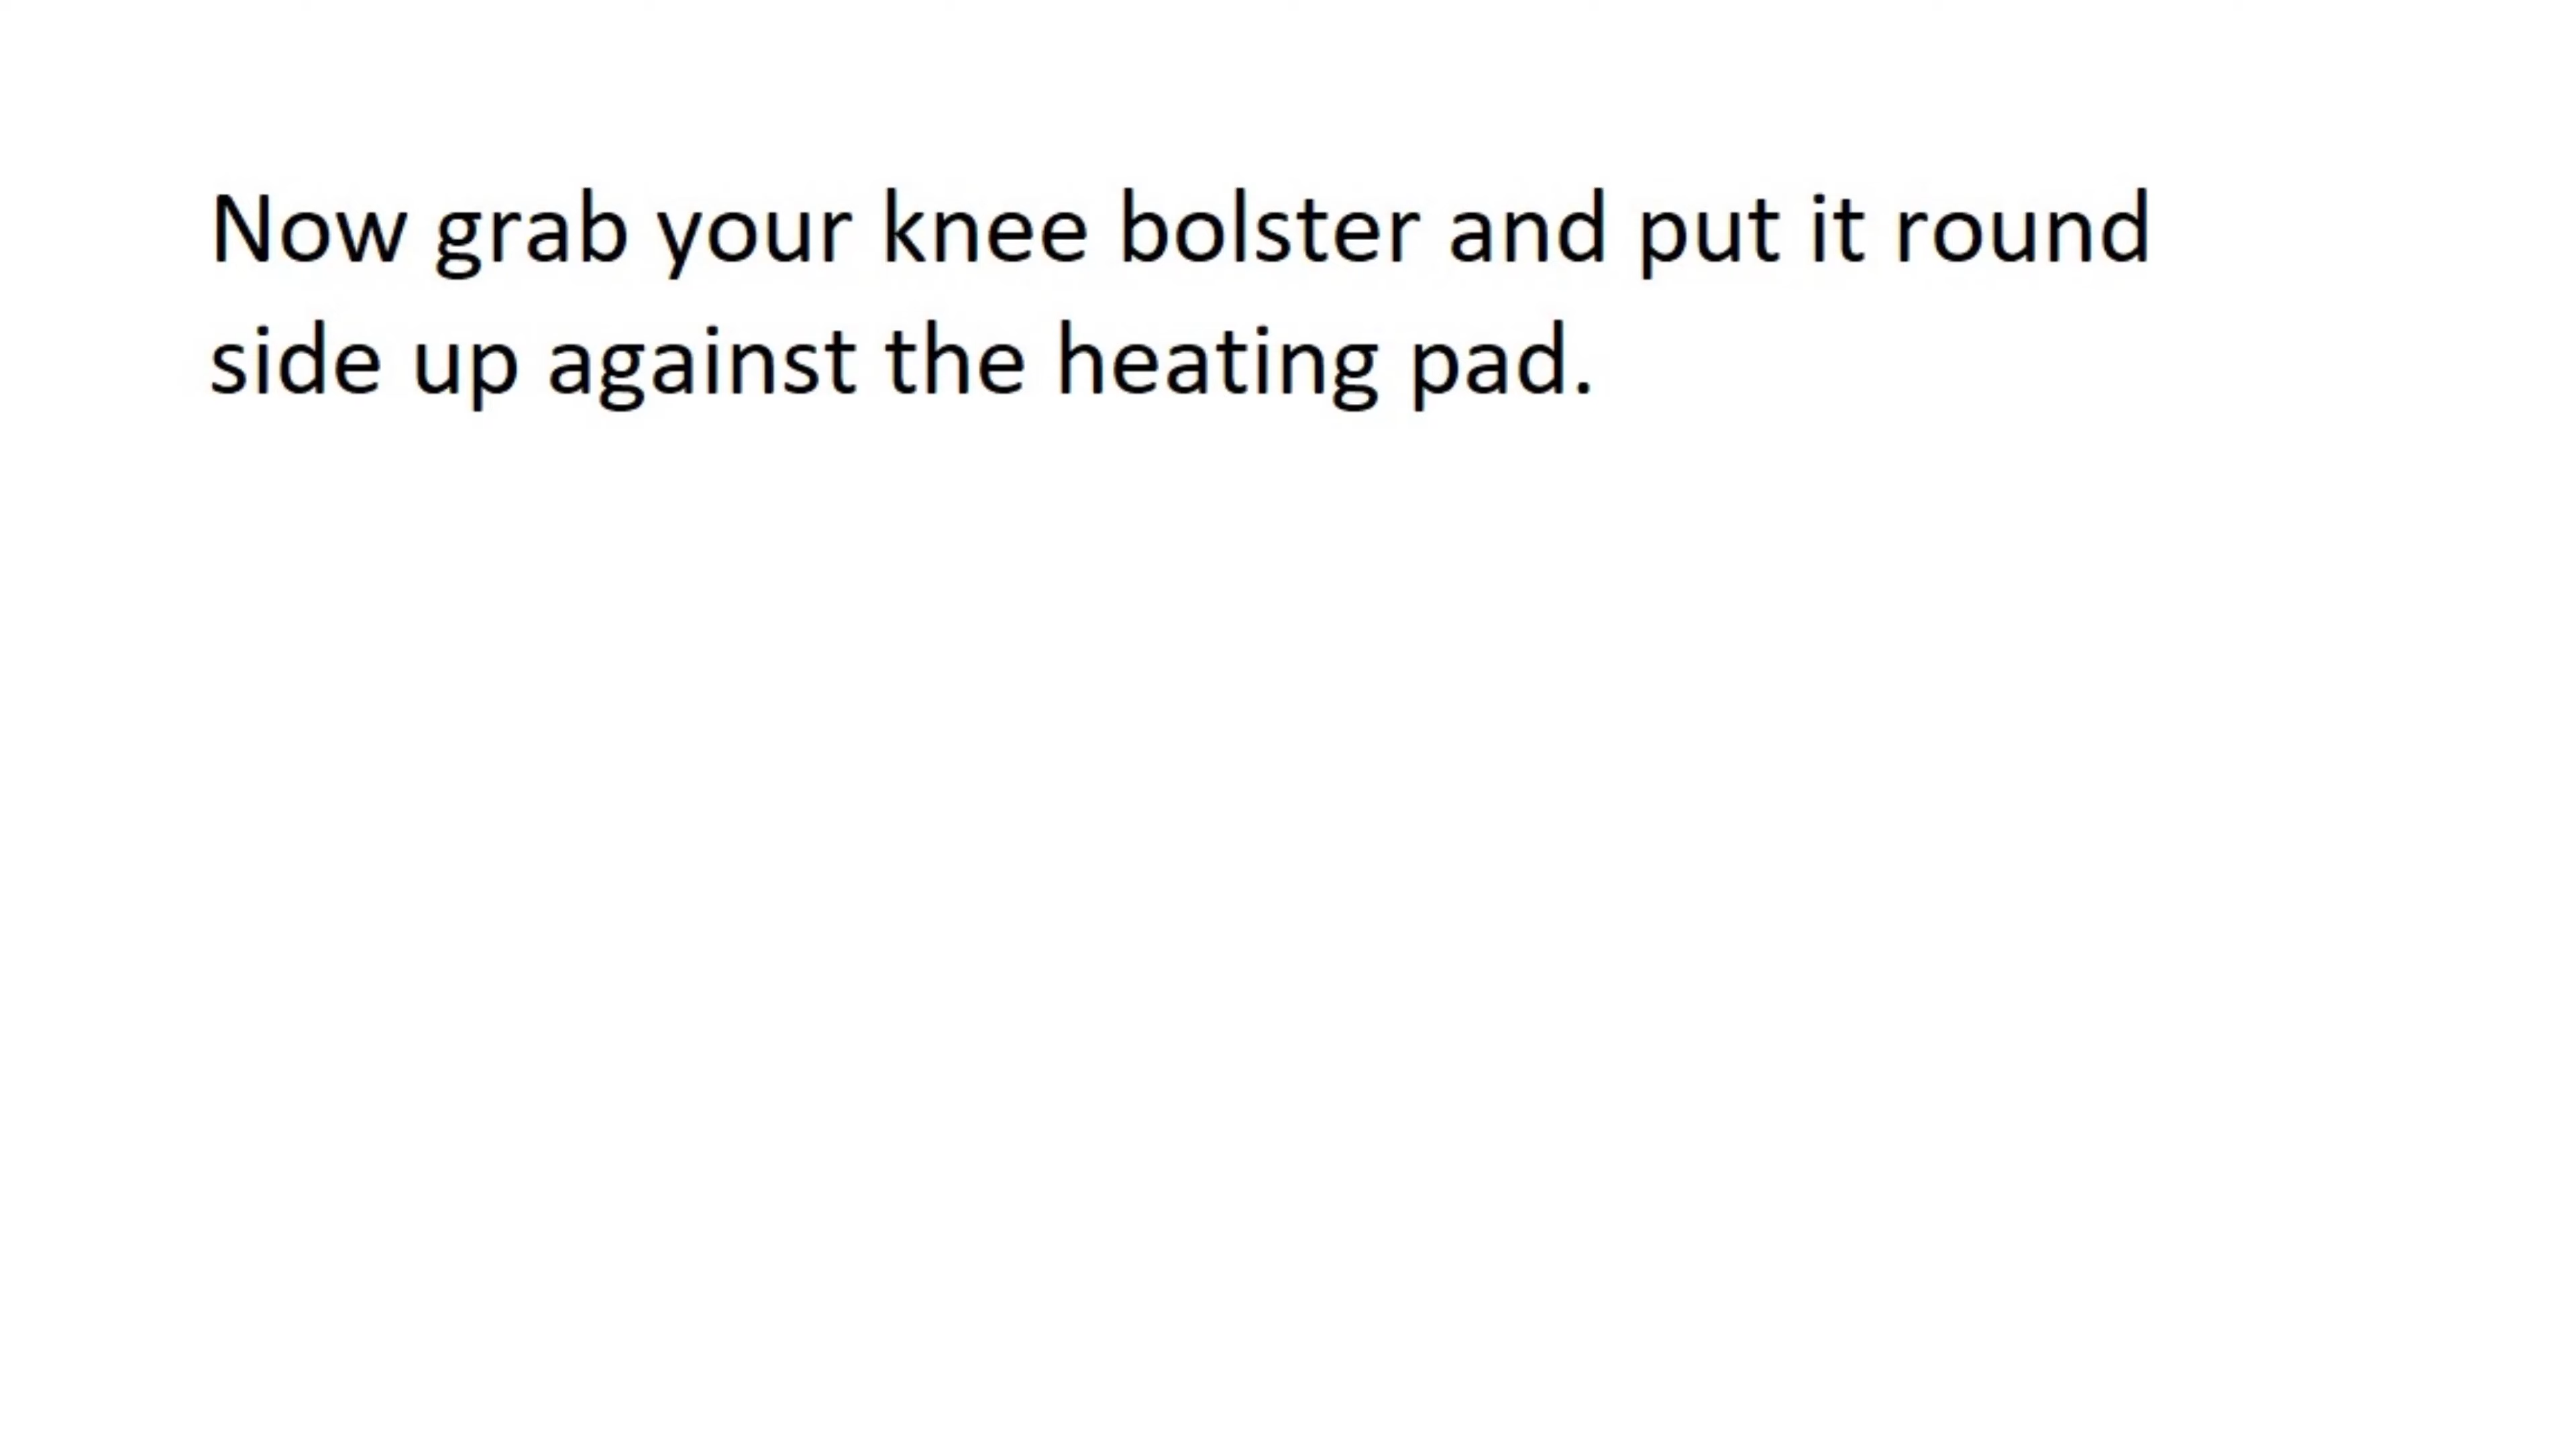 Now grab your knee bolster and put it round
side up against the heating pad.